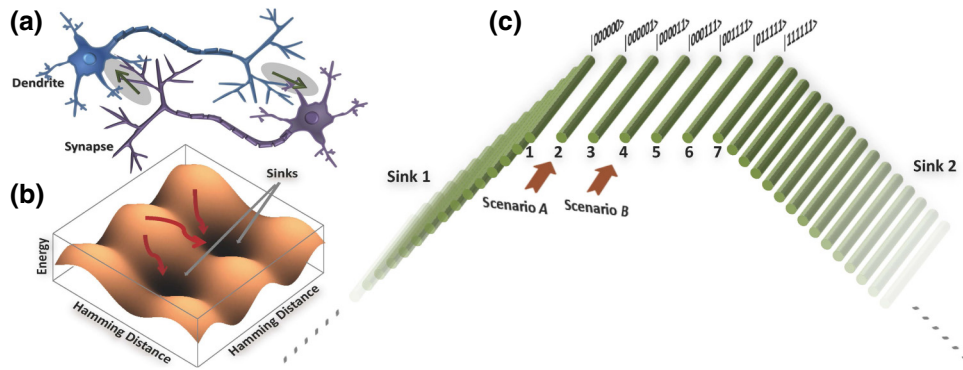 (a)
Dendrite
Synapse
(b)
Sinks
Energy
Hamming Distance
Hamming Distance
(c)
|000000>
|000001>
|000011>
|000111>
|001111>
|011111>
|111111>
1 2 3 4 5 6 7
Sink 1
Sink 2
Scenario A
Scenario B